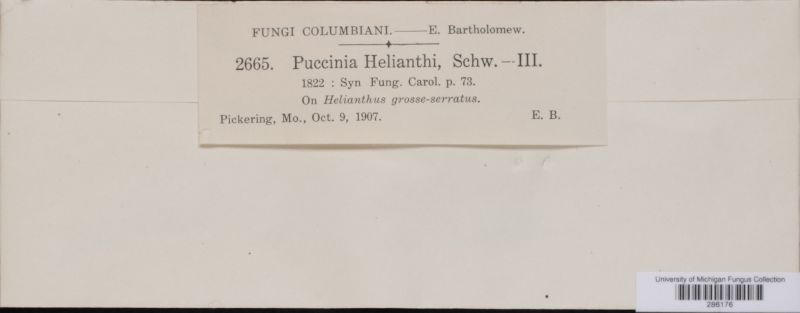 FUNGI COLUMBIANI.——E. Bartholomew.
2665. Puccinia Helianthi, Schw.—III.
1822 : Syn Fung. Carol. p. 73.
On Helianthus grosse-serratus.
Pickering, Mo., Oct. 9, 1907. E. B.
University of Michigan Fungus Collection
286176